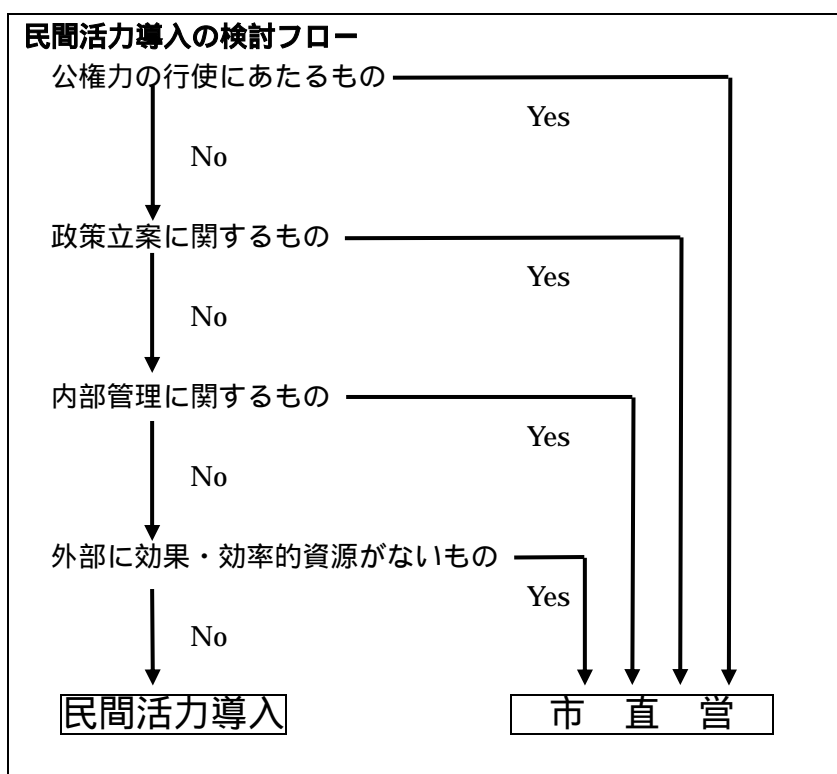 民間活力導入の検討フロー
公権力の行使にあたるもの
Yes
No
政策立案に関するもの
Yes
No
内部管理に関するもの
Yes
No
外部に効果・効率的資源がないもの
Yes
No
民間活力導入
市　直　営